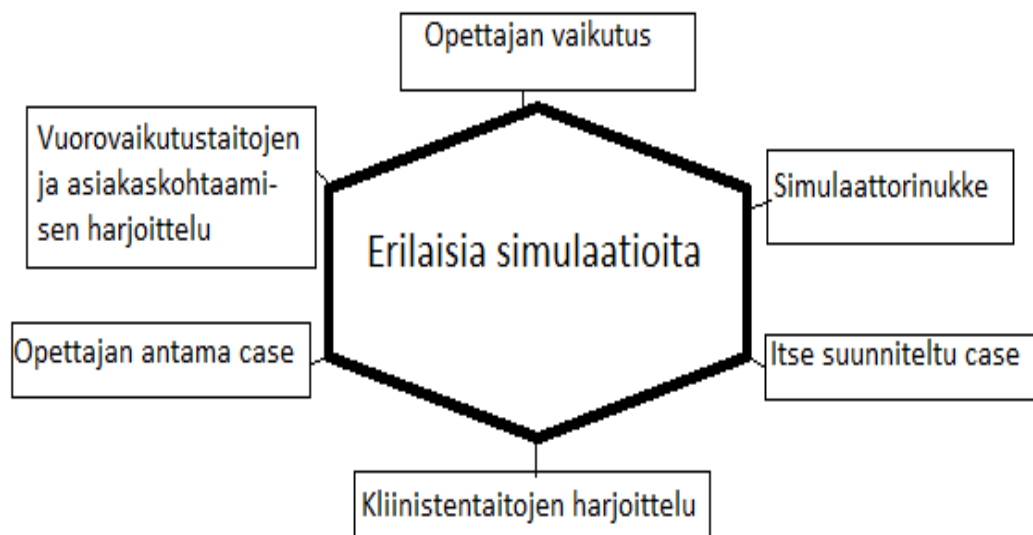 Opettajan vaikutus
Vuorovaikutustaitojen
ja asiakaskohtaami-
sen harjoittelu
Simulaattorinukke
Erilaisia simulaatioita
Opettajan antama case
Itse suunniteltu case
Kliinistentaitojen harjoittelu